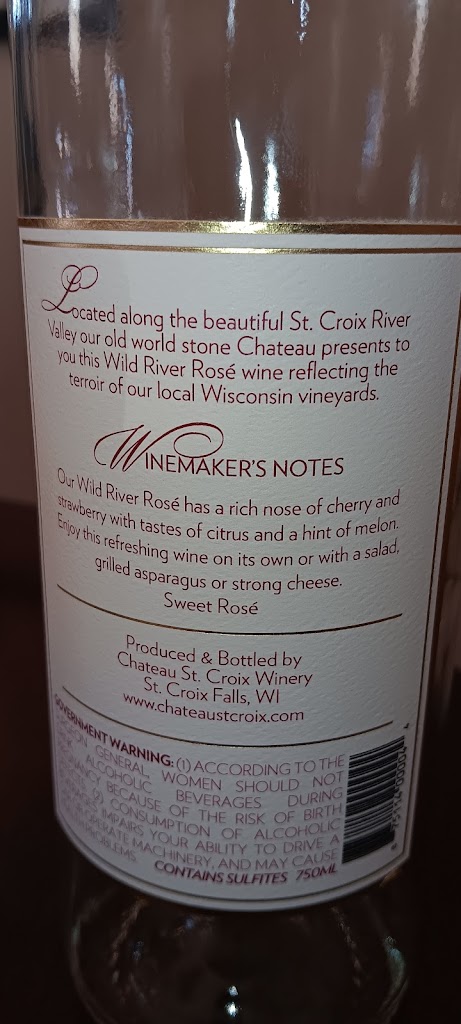 Located along the beautiful St. Croix River
Valley our old world stone Chateau presents to
you this Wild River Rosé wine reflecting the
terroir of our local Wisconsin vineyards.
WINEMAKER'S NOTES
Our Wild River Rosé has a rich nose of cherry and
strawberry with tastes of citrus and a hint of melon.
Enjoy this refreshing wine on its own or with a salad,
grilled asparagus or strong cheese.
Sweet Rosé
Produced & Bottled by
Chateau St. Croix Winery
St. Croix Falls, WI
www.chateaustcroix.com
GOVERNMENT WARNING: (1) ACCORDING TO THE
GENERAL, WOMEN SHOULD NOT
ALCOHOLIC BEVERAGES DURING
BECAUSE OF THE RISK OF BIRTH
(2) CONSUMPTION OF ALCOHOLIC
IMPAIRS YOUR ABILITY TO DRIVE A
OPERATE MACHINERY, AND MAY CAUSE
PROBLEMS. CONTAINS SULFITES 750ML